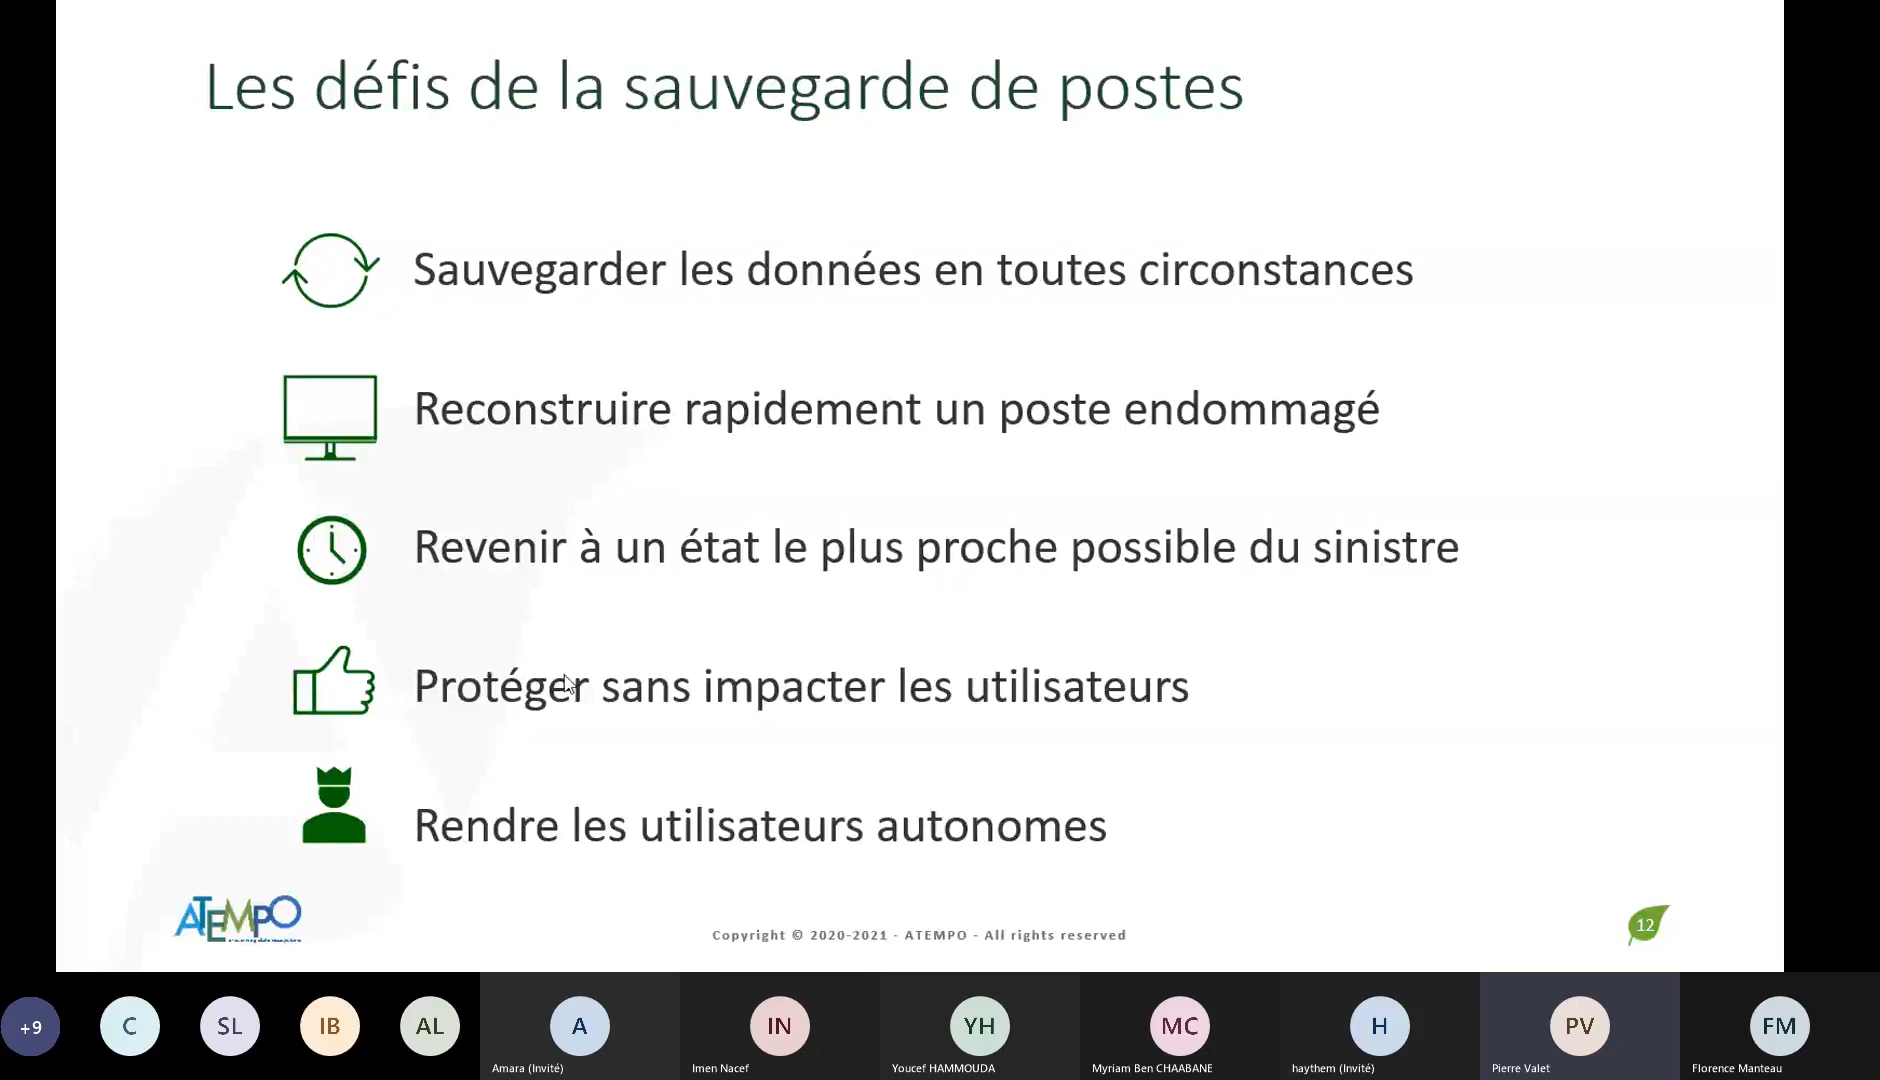 Les défis de la sauvegarde de postes
Sauvegarder les données en toutes circonstances
Reconstruire rapidement un poste endommagé
Revenir à un état le plus proche possible du sinistre
Protéger sans impacter les utilisateurs
Rendre les utilisateurs autonomes
ATEMPO
Copyright © 2020-2021 - ATEMPO - All rights reserved
12
+9
C
SL
IB
AL
A
IN
YH
MC
H
PV
FM
Amara (Invité)
Imen Nacef
Youcef HAMMOUDA
Myriam Ben CHAABANE
haythem (Invité)
Pierre Valet
Florence Manteau